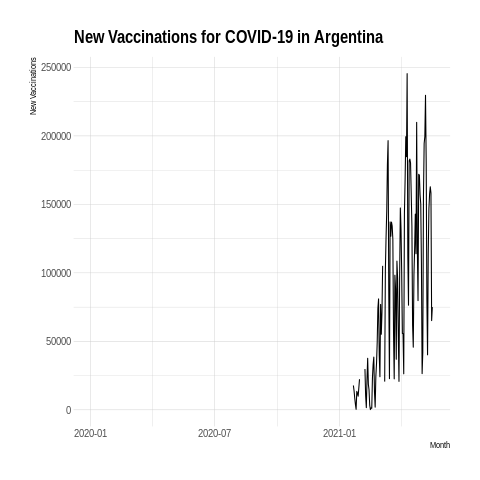 New Vaccinations for COVID-19 in Argentina
New Vaccinations
250000
200000
150000
100000
50000
0
2020-01 2020-07 2021-01
Month